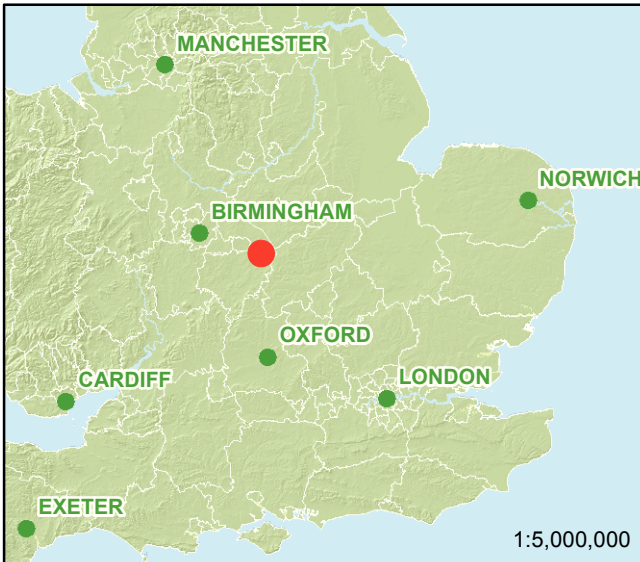 MANCHESTER
NORWICH
BIRMINGHAM
OXFORD
CARDIFF
LONDON
EXETER
1:5,000,000